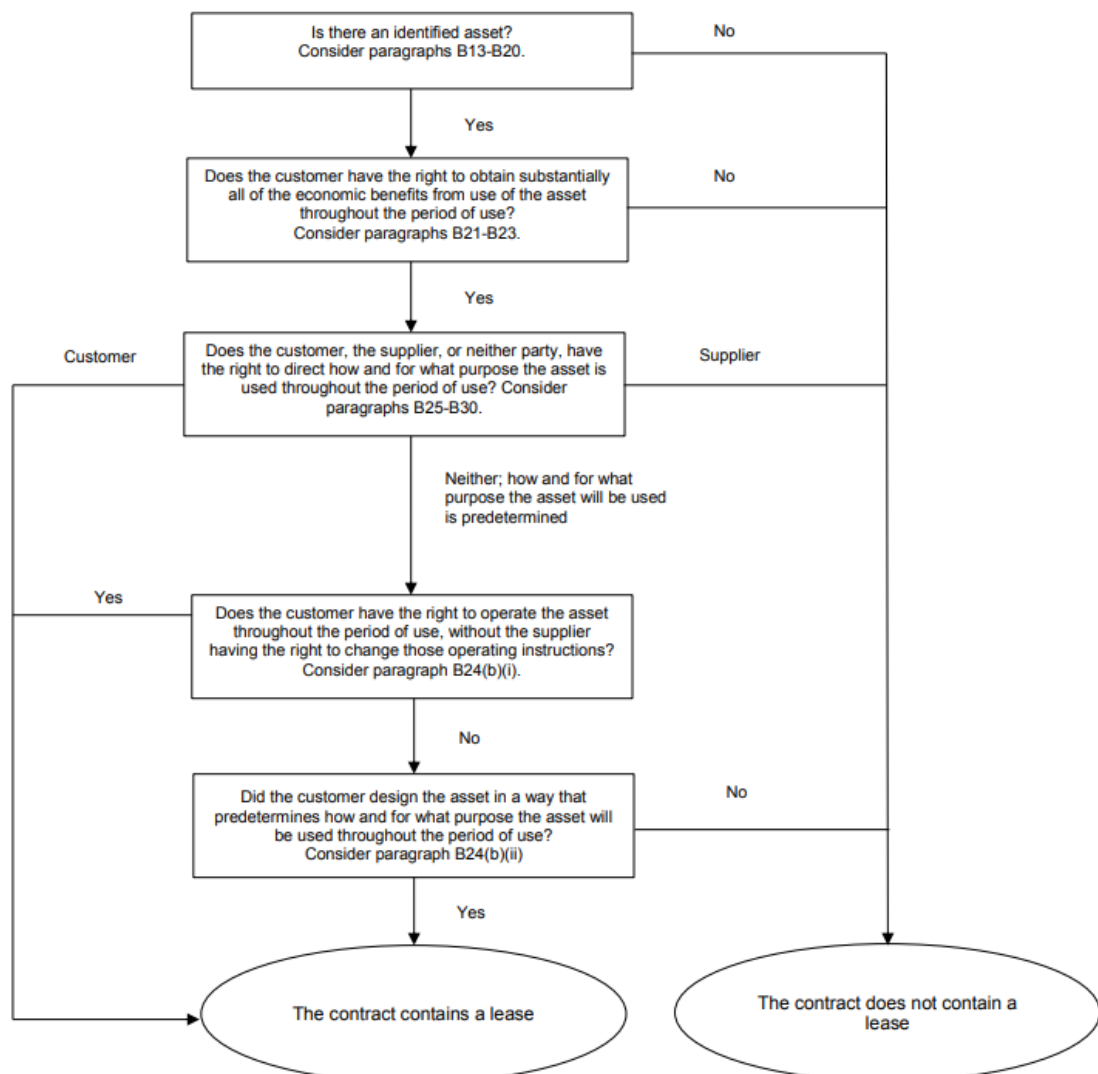 Is there an identified asset?
Consider paragraphs B13-B20.
No
Yes
Does the customer have the right to obtain substantially
all of the economic benefits from use of the asset
throughout the period of use?
Consider paragraphs B21-B23.
No
Yes
Customer
Does the customer, the supplier, or neither party, have
the right to direct how and for what purpose the asset is
used throughout the period of use? Consider
paragraphs B25-B30.
Supplier
Neither; how and for what
purpose the asset will be used
is predetermined
Yes
Does the customer have the right to operate the asset
throughout the period of use, without the supplier
having the right to change those operating instructions?
Consider paragraph B24(b)(i).
No
Did the customer design the asset in a way that
predetermines how and for what purpose the asset will
be used throughout the period of use?
Consider paragraph B24(b)(ii)
No
Yes
The contract contains a lease
The contract does not contain a
lease